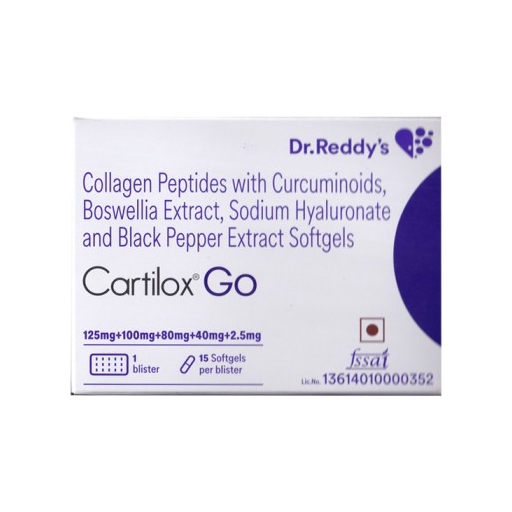 Dr.Reddy's
Collagen Peptides with Curcuminoids,
Boswellia Extract, Sodium Hyaluronate
and Black Pepper Extract Softgels
Cartilox® Go
125mg+100mg+80mg+40mg+2.5mg
1 blister
15 Softgels per blister
fssai
Lic.No. 13614010000352